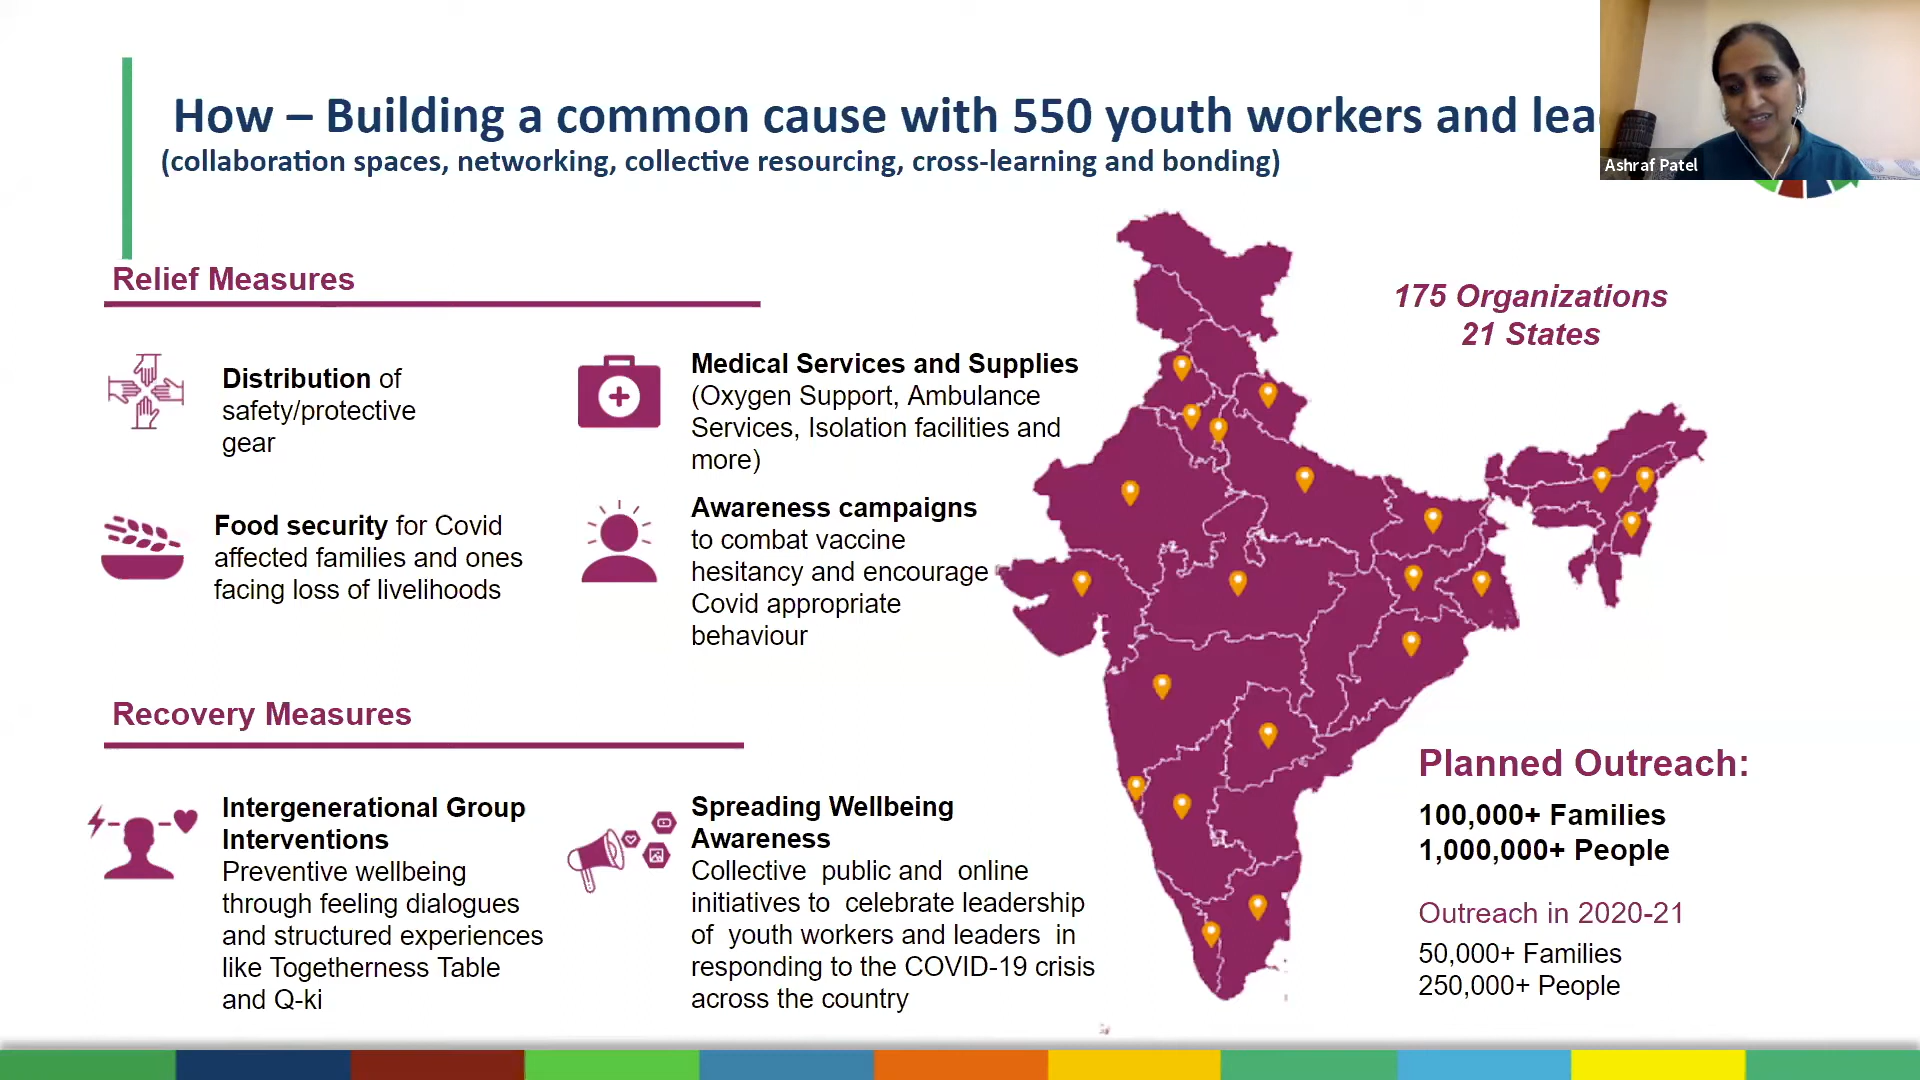 How – Building a common cause with 550 youth workers and
(collaboration spaces, networking, collective resourcing, cross-learning and bonding)
Ashraf Patel
Relief Measures
Distribution of
safety/protective
gear
Medical Services and Supplies
(Oxygen Support, Ambulance
Services, Isolation facilities and
more)
Food security for Covid
affected families and ones
facing loss of livelihoods
Awareness campaigns
to combat vaccine
hesitancy and encourage
Covid appropriate
behaviour
175 Organizations
21 States
Recovery Measures
Intergenerational Group
Interventions
Preventive wellbeing
through feeling dialogues
and structured experiences
like Togetherness Table
and Q-ki
Spreading Wellbeing
Awareness
Collective public and online
initiatives to celebrate leadership
of youth workers and leaders in
responding to the COVID-19 crisis
across the country
Planned Outreach:
100,000+ Families
1,000,000+ People
Outreach in 2020-21
50,000+ Families
250,000+ People